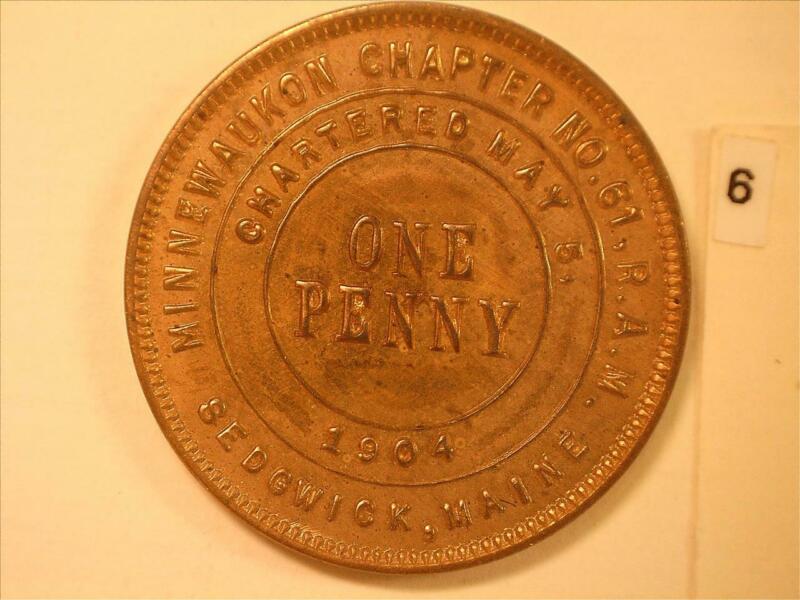 MINNEWAUKON CHAPTER NO. 61, R.A.M.
SEDGWICK, MAINE
CHARTERED MAY 5,
1904
ONE
PENNY
6